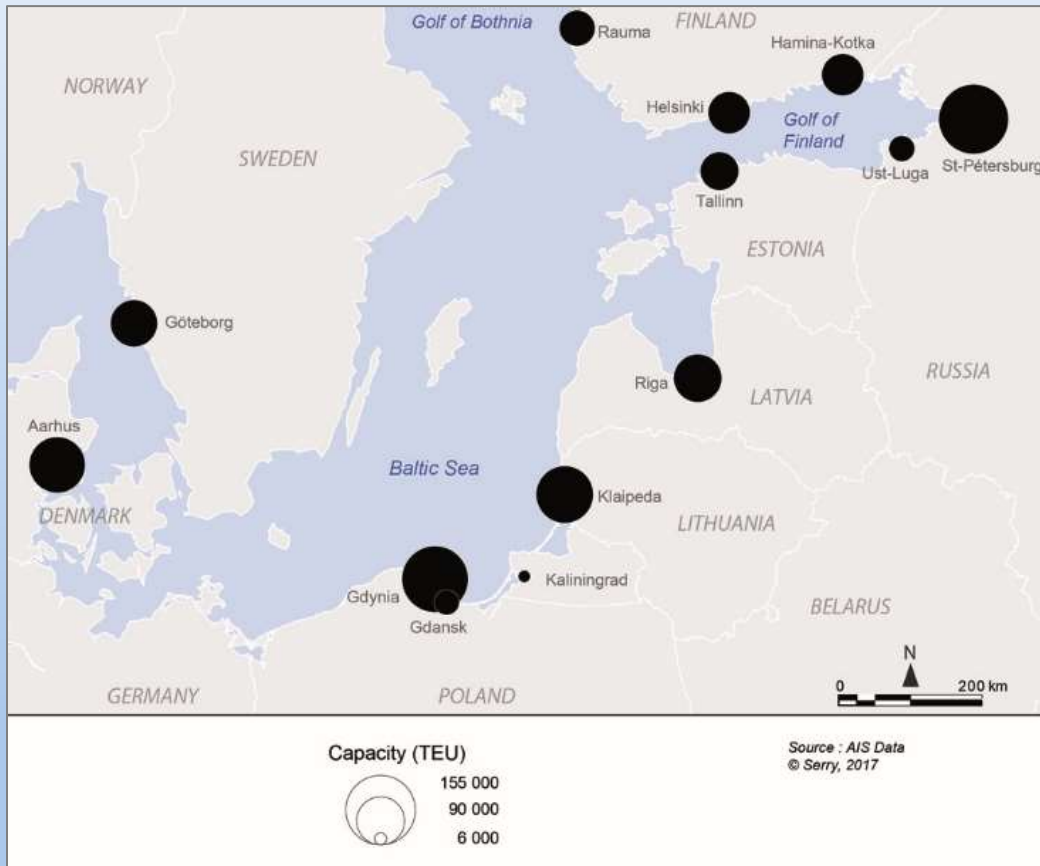 Golf of Bothnia
FINLAND
Rauma
Hamina-Kotka
NORWAY
Helsinki
Golf of
Finland
SWEDEN
Ust-Luga
St-Pétersburg
Tallinn
ESTONIA
Göteborg
RUSSIA
Riga
LATVIA
Aarhus
Baltic Sea
Klaipeda
DENMARK
LITHUANIA
Kaliningrad
Gdynia
Gdansk
BELARUS
N
GERMANY
POLAND
0 200 km
Capacity (TEU)
155 000
90 000
6 000
Source : AIS Data
© Serry, 2017